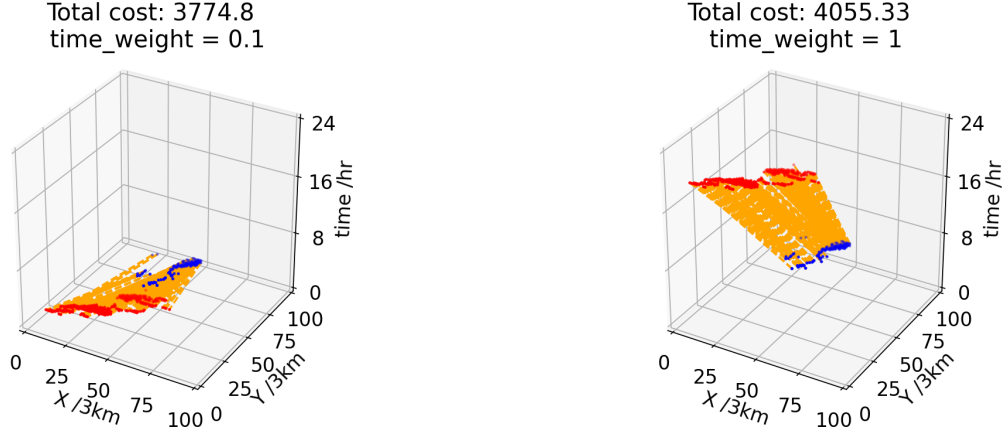 Total cost: 3774.8
time_weight = 0.1
24
16
8
0
time /hr
0
25
50
75
100
X /3km
0
25
50
75
100
Y /3km
Total cost: 4055.33
time_weight = 1
24
16
8
0
time /hr
0
25
50
75
100
X /3km
0
25
50
75
100
Y /3km